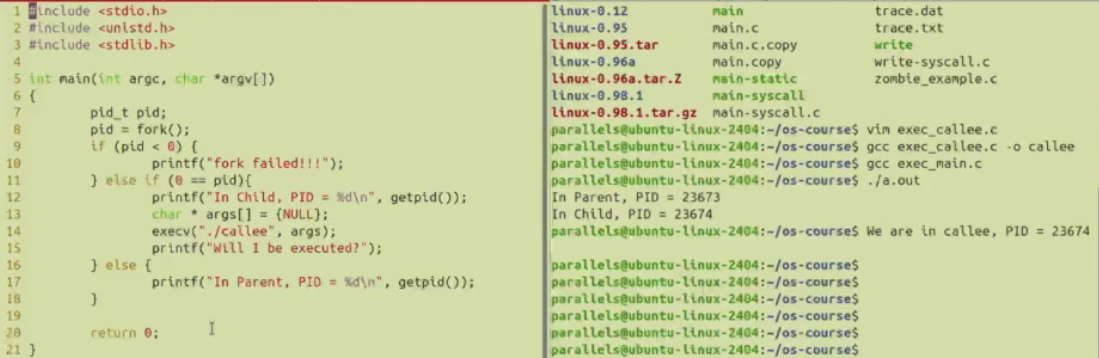 1 #include <stdio.h>
2 #include <unistd.h>
3 #include <stdlib.h>
4
5 int main(int argc, char *argv[])
6 {
7 pid_t pid;
8 pid = fork();
9 if (pid < 0) {
10 printf("fork failed!!!");
11 } else if (0 == pid){
12 printf("In Child, PID = %d\n", getpid());
13 char * args[] = {NULL};
14 execv("./callee", args);
15 printf("Will I be executed?");
16 } else {
17 printf("In Parent, PID = %d\n", getpid());
18 }
19
20 return 0;
21 }
linux-0.12 main trace.dat
linux-0.95 main.c trace.txt
linux-0.95.tar main.c.copy write
linux-0.96a main.copy write-syscall.c
linux-0.96a.tar.Z main-static zombie_example.c
linux-0.98.1 main-syscall
linux-0.98.1.tar.gz main-syscall.c
parallels@ubuntu-linux-2404:~/os-course$ vim exec_callee.c
parallels@ubuntu-linux-2404:~/os-course$ gcc exec_callee.c -o callee
parallels@ubuntu-linux-2404:~/os-course$ gcc exec_main.c
parallels@ubuntu-linux-2404:~/os-course$ ./a.out
In Parent, PID = 23673
In Child, PID = 23674
parallels@ubuntu-linux-2404:~/os-course$ We are in callee, PID = 23674
parallels@ubuntu-linux-2404:~/os-course$
parallels@ubuntu-linux-2404:~/os-course$
parallels@ubuntu-linux-2404:~/os-course$
parallels@ubuntu-linux-2404:~/os-course$
parallels@ubuntu-linux-2404:~/os-course$
parallels@ubuntu-linux-2404:~/os-course$